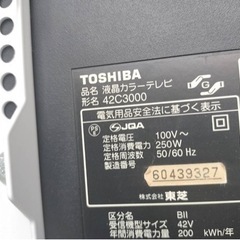 TOSHIBA
品名 液晶カラーテレビ
形名 42C3000
電気用品安全法に基づく表示
JQA
定格電圧: 100V~
定格消費電力: 250W
定格周波数: 50/60 Hz
製造番号: 60439327
株式会社 東芝
区分名: BII
受信機型サイズ: 42V
年間消費電力量: 200 kWh/年